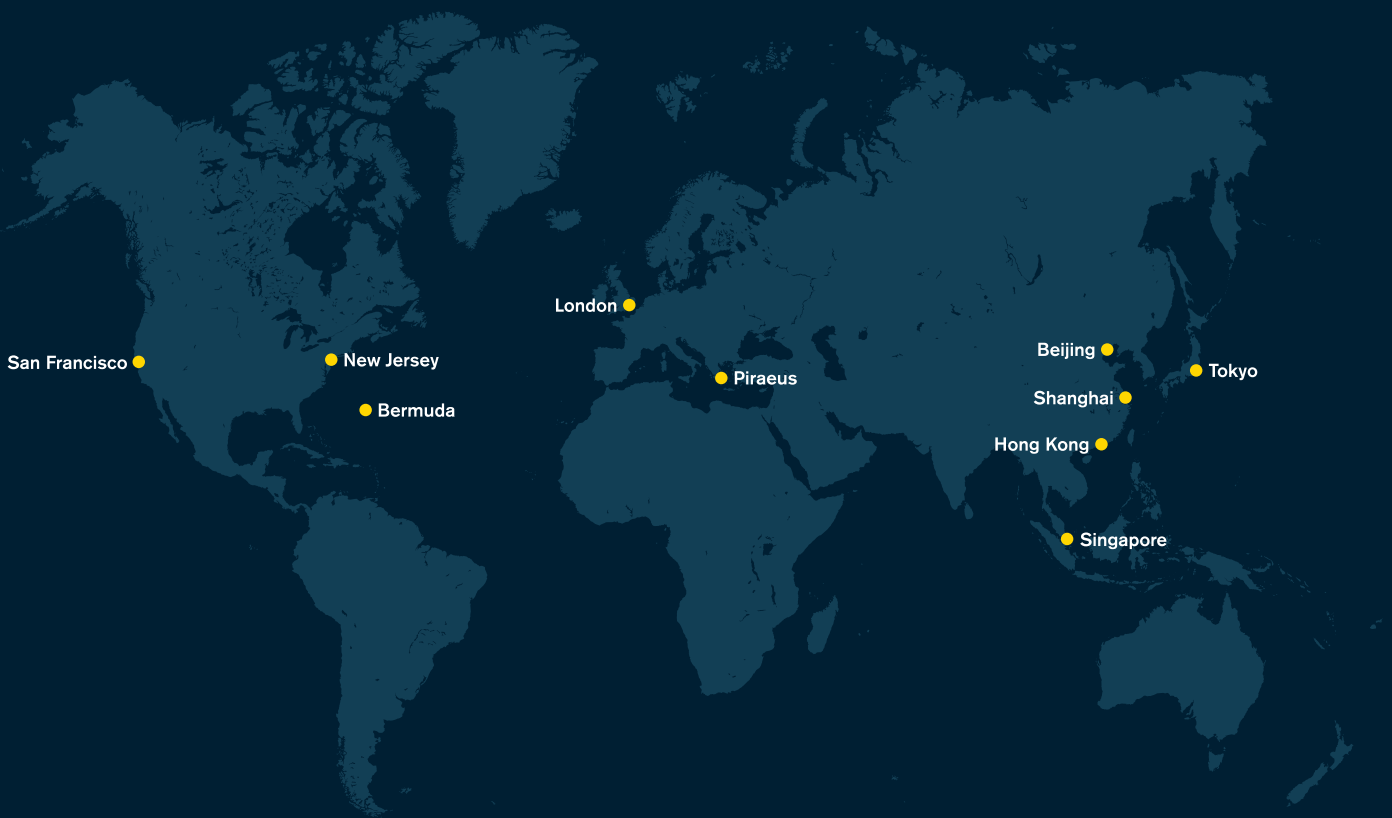 London
Beijing
San Francisco
New Jersey
Tokyo
Piraeus
Shanghai
Bermuda
Hong Kong
Singapore